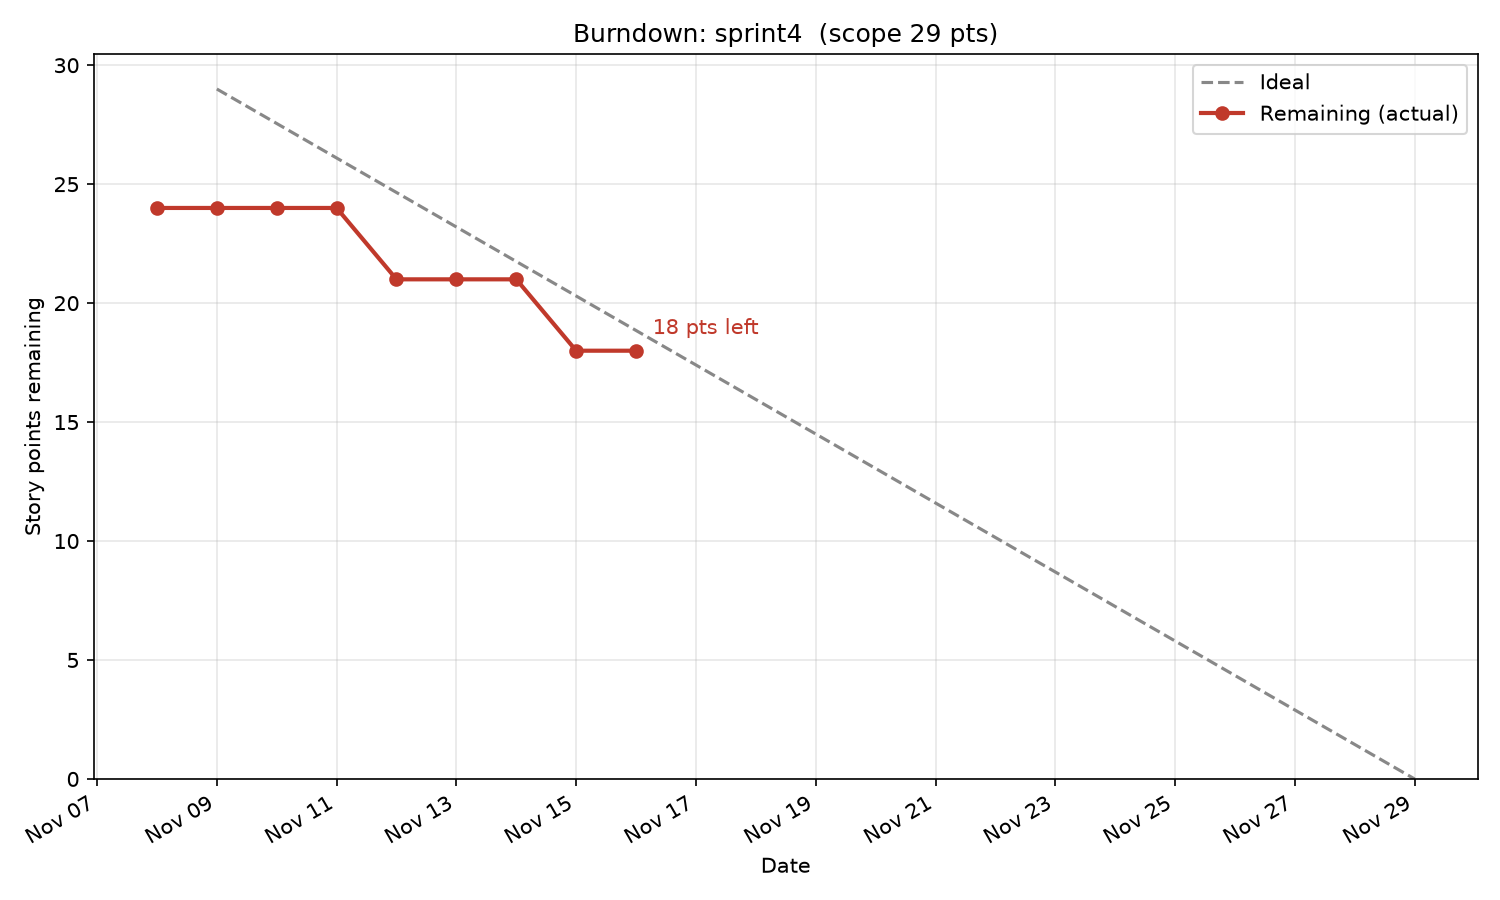 Burndown: sprint4  (scope 29 pts)
Ideal
Remaining (actual)
30
25
20
15
10
5
0
Story points remaining
18 pts left
Nov 07
Nov 09
Nov 11
Nov 13
Nov 15
Nov 17
Nov 19
Nov 21
Nov 23
Nov 25
Nov 27
Nov 29
Date